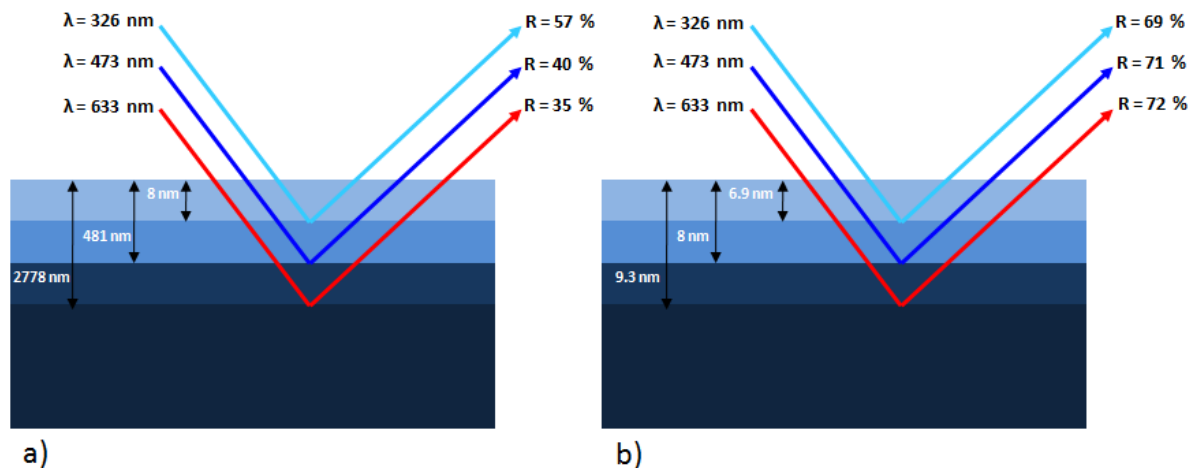 λ = 326 nm
R = 57 %
λ = 473 nm
R = 40 %
λ = 633 nm
R = 35 %
8 nm
481 nm
2778 nm
a)
λ = 326 nm
R = 69 %
λ = 473 nm
R = 71 %
λ = 633 nm
R = 72 %
6.9 nm
8 nm
9.3 nm
b)